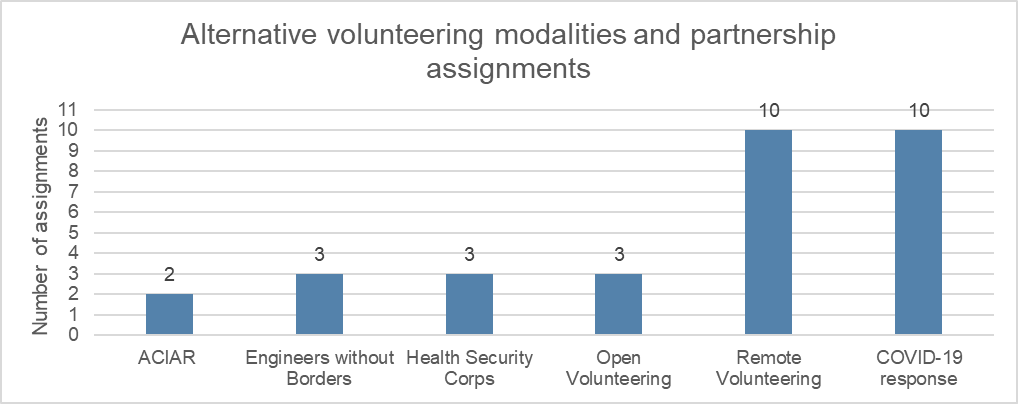 Alternative volunteering modalities and partnership
assignments
Number of assignments
11
10
9
8
7
6
5
4
3
2
1
0
2
3
3
3
10
10
ACIAR
Engineers without
Borders
Health Security
Corps
Open
Volunteering
Remote
Volunteering
COVID-19
response